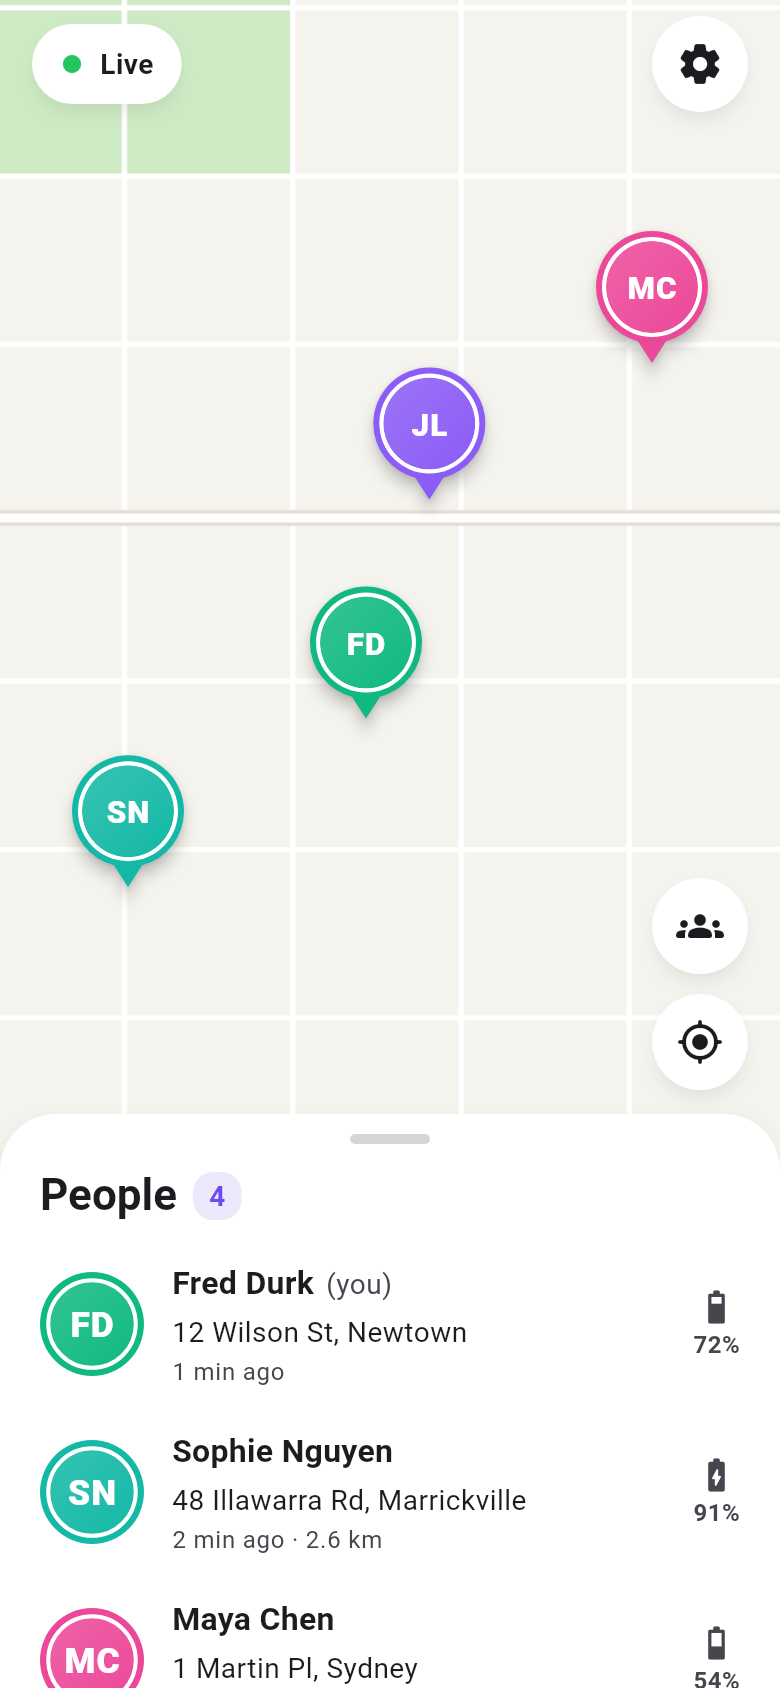 Live
MC
JL
FD
SN
People 4
FD
Fred Durk (you)
12 Wilson St, Newtown
1 min ago
72%
SN
Sophie Nguyen
48 Illawarra Rd, Marrickville
2 min ago · 2.6 km
91%
MC
Maya Chen
1 Martin Pl, Sydney
54%